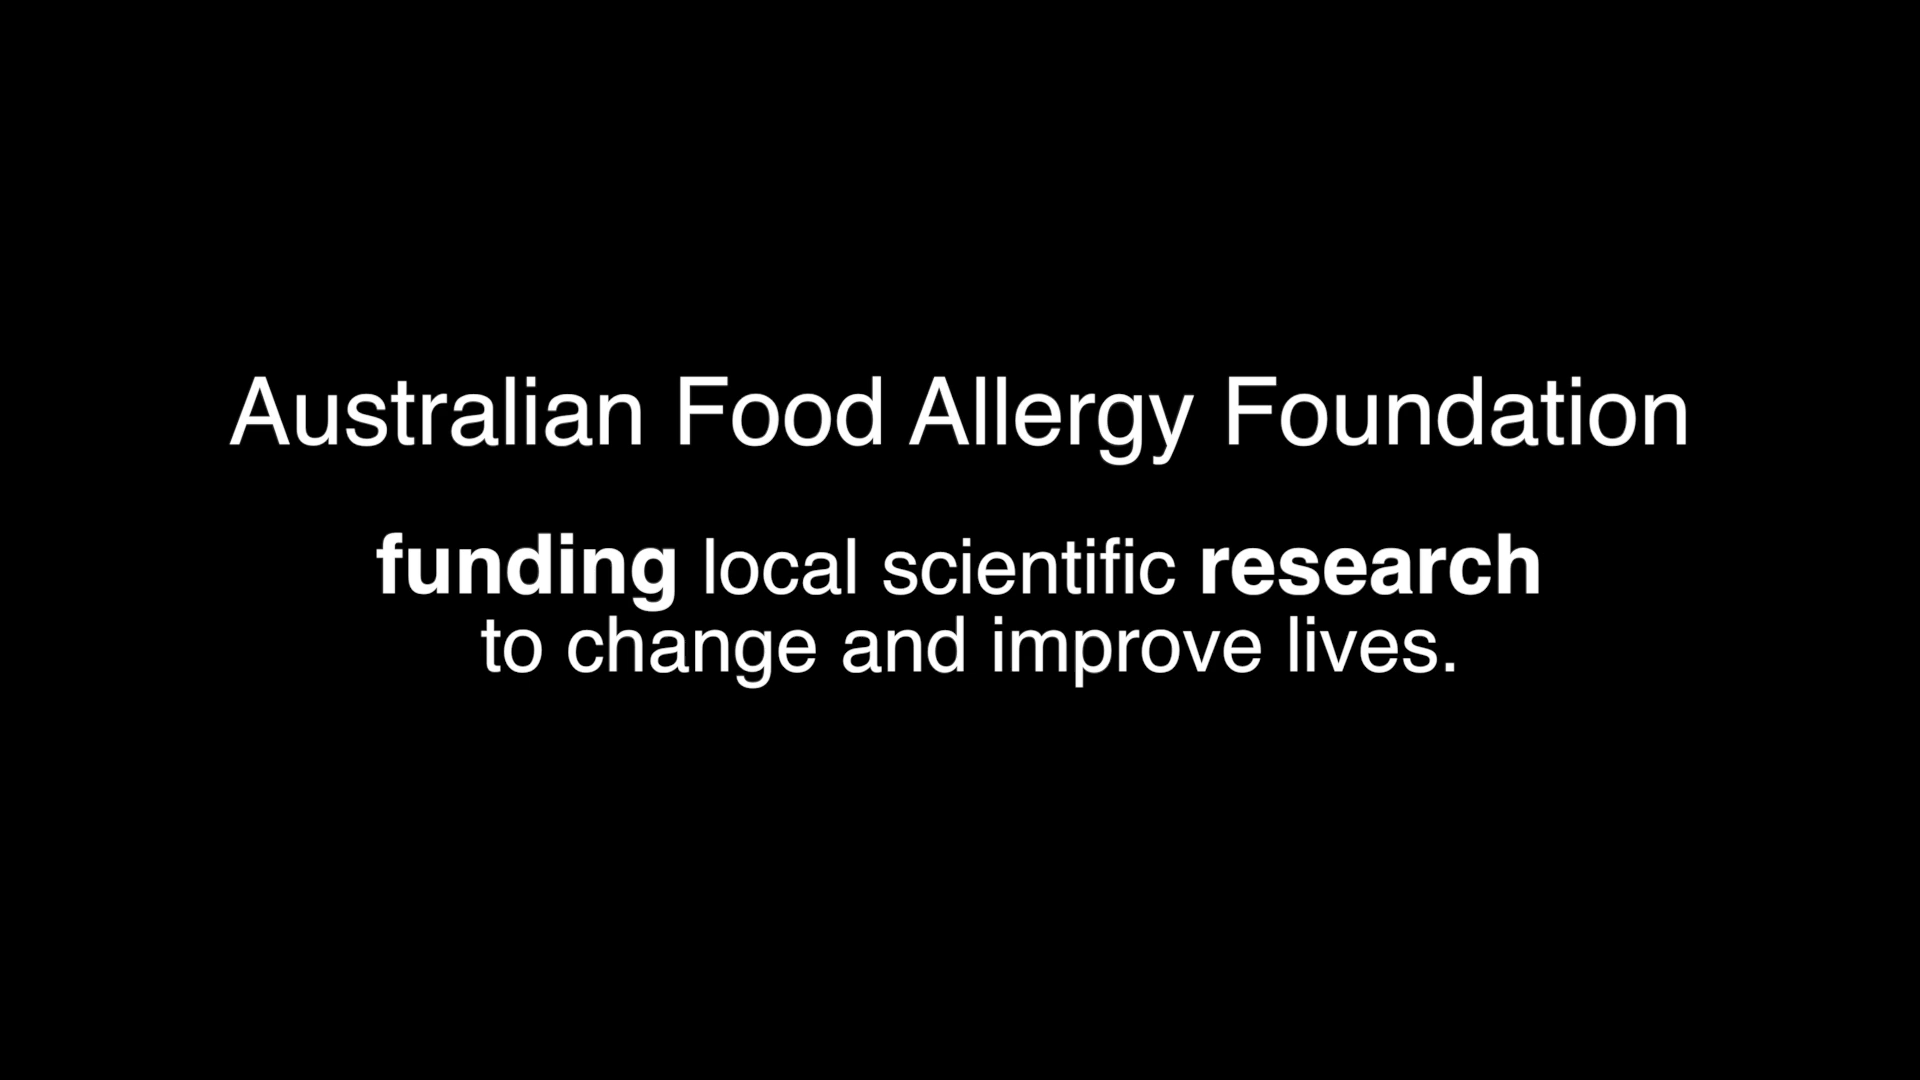 Australian Food Allergy Foundation
funding local scientific research
to change and improve lives.